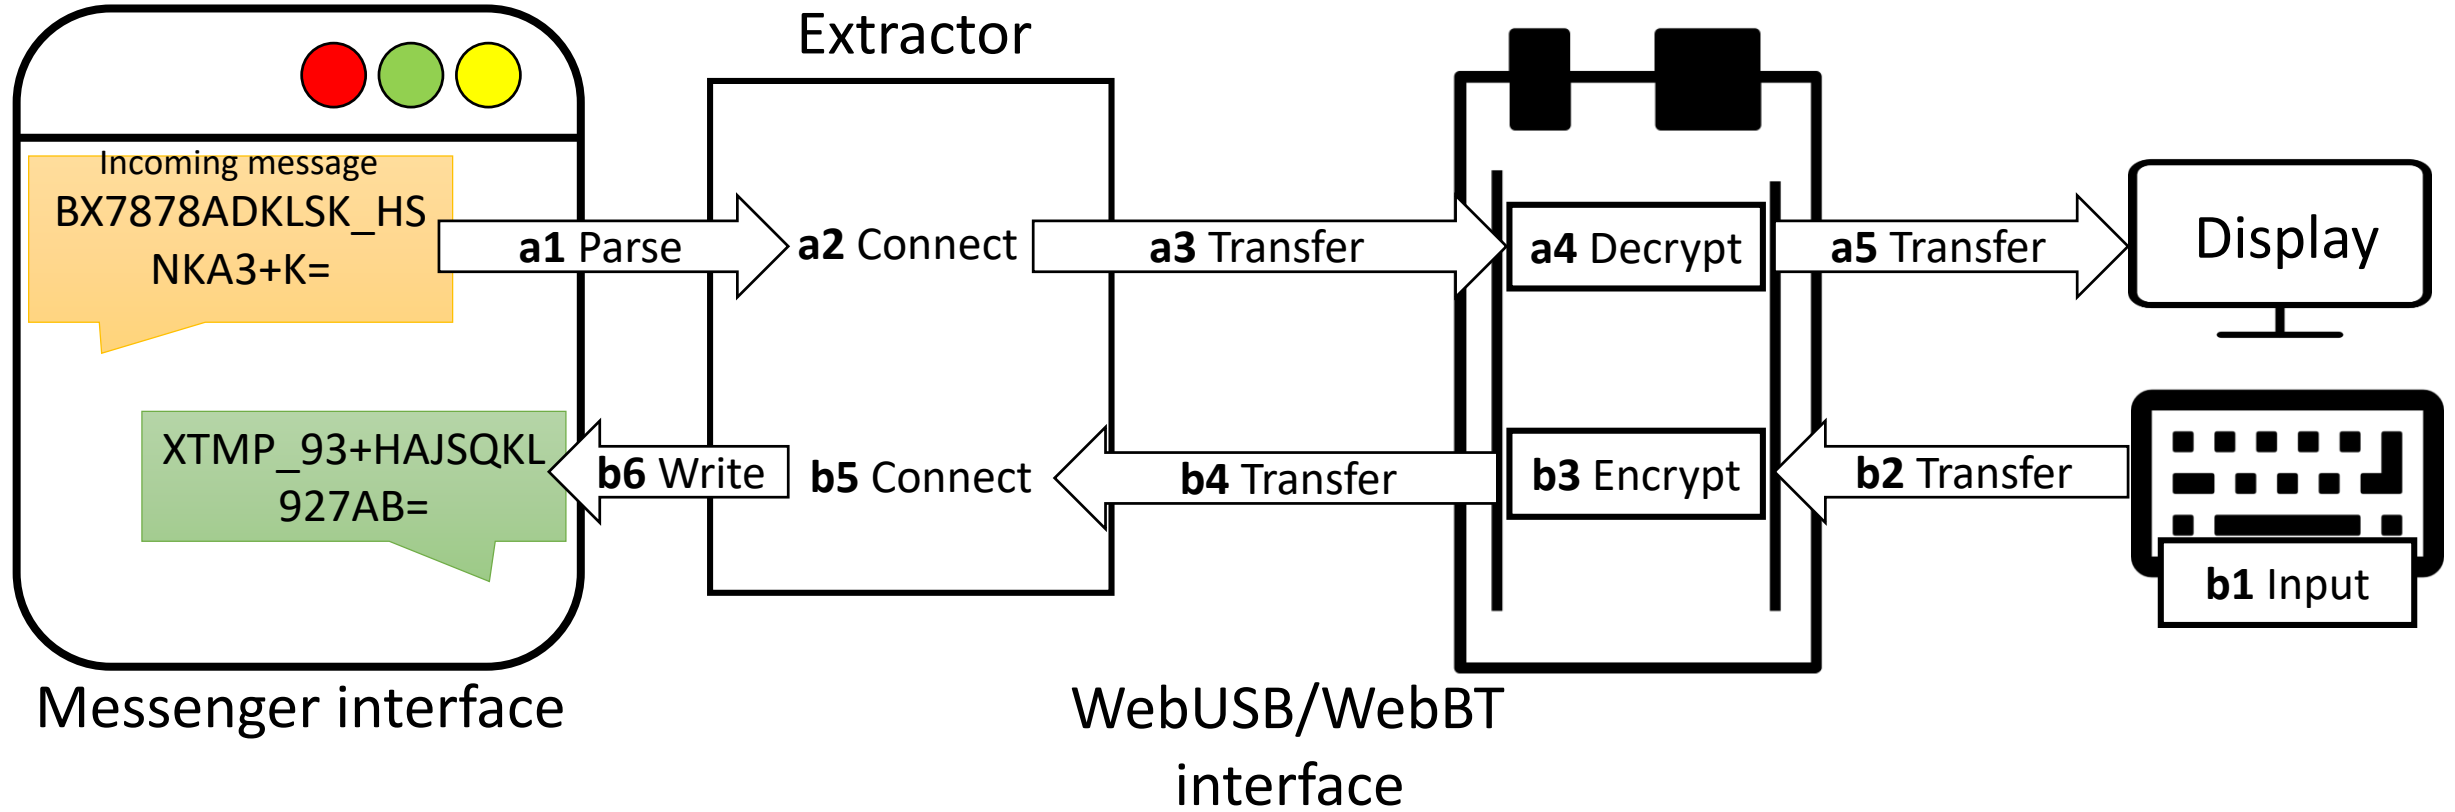 Extractor
Incoming message
BX7878ADKLSK_HS
NKA3+K=
a1 Parse
a2 Connect
a3 Transfer
a4 Decrypt
a5 Transfer
Display
XTMP_93+HAJSQKL
927AB=
b6 Write
b5 Connect
b4 Transfer
b3 Encrypt
b2 Transfer
b1 Input
Messenger interface
WebUSB/WebBT
interface